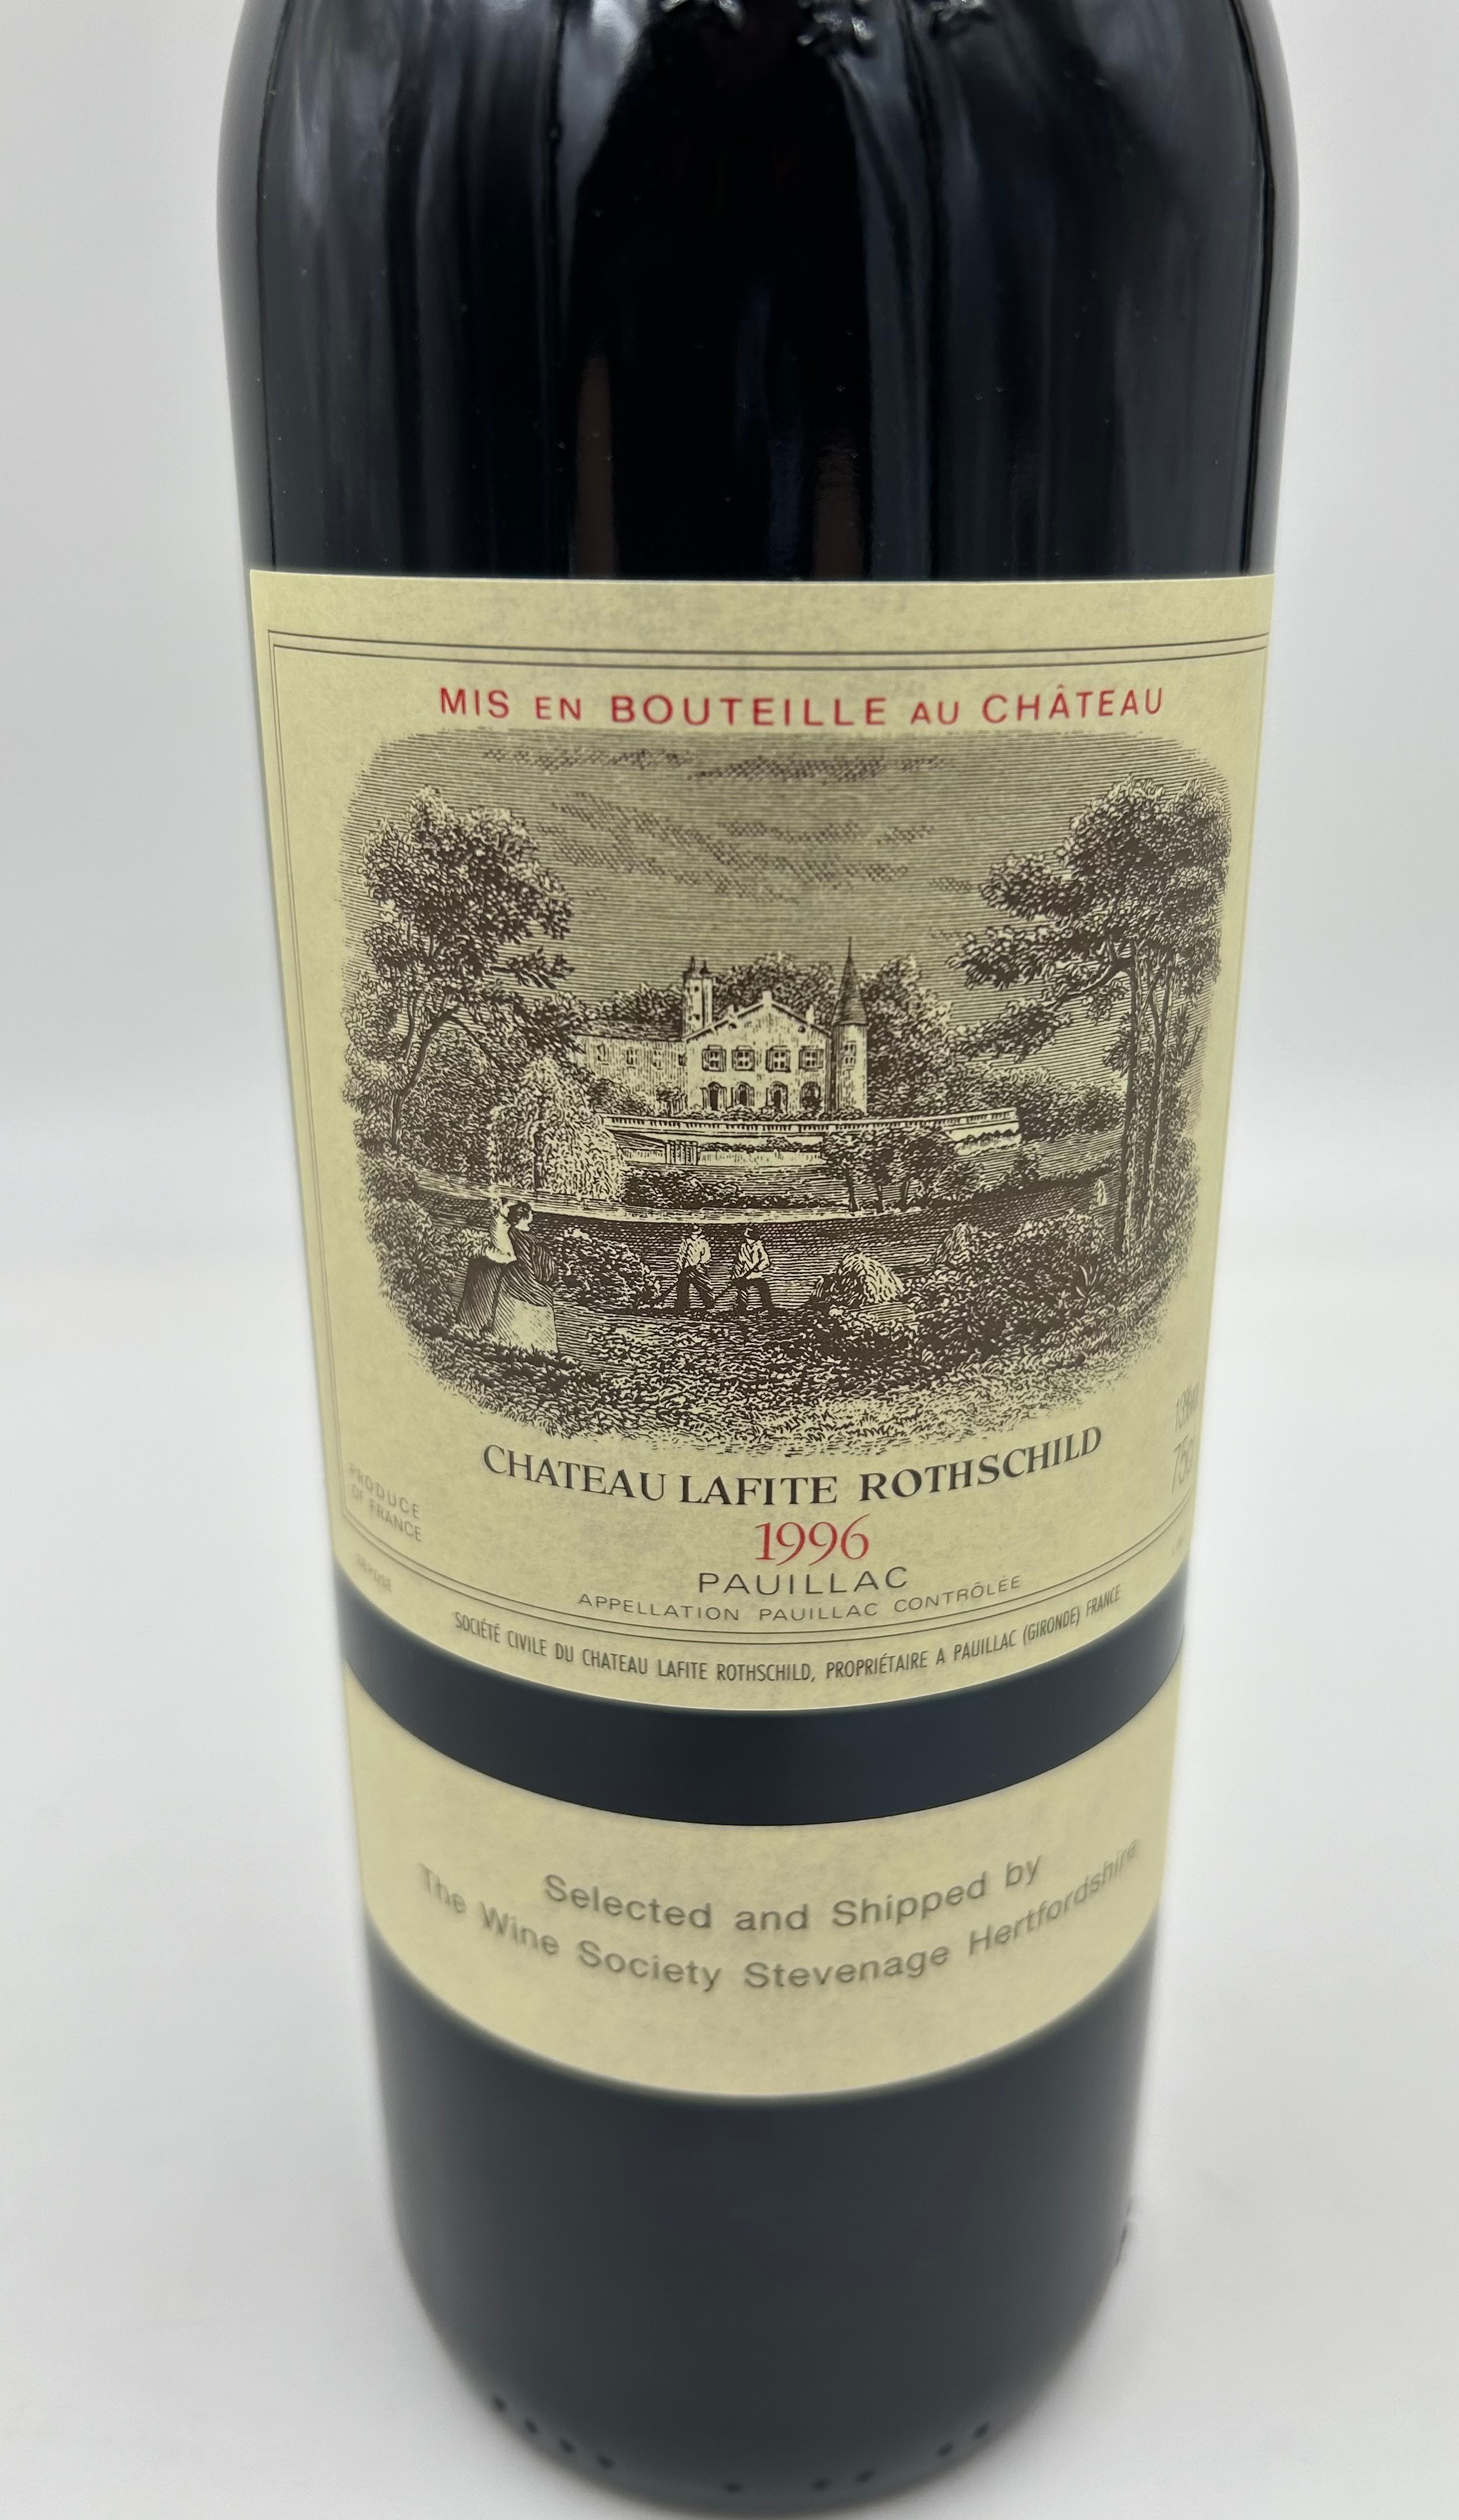 MIS EN BOUTEILLE AU CHÂTEAU
CHATEAU LAFITE ROTHSCHILD
1996
PAUILLAC
APPELLATION PAUILLAC CONTRÔLÉE
PRODUCE
OF FRANCE
75cl
SOCIÉTÉ CIVILE DU CHATEAU LAFITE ROTHSCHILD, PROPRIÉTAIRE A PAUILLAC (GIRONDE) FRANCE
Selected and Shipped by
The Wine Society Stevenage Hertfordshire